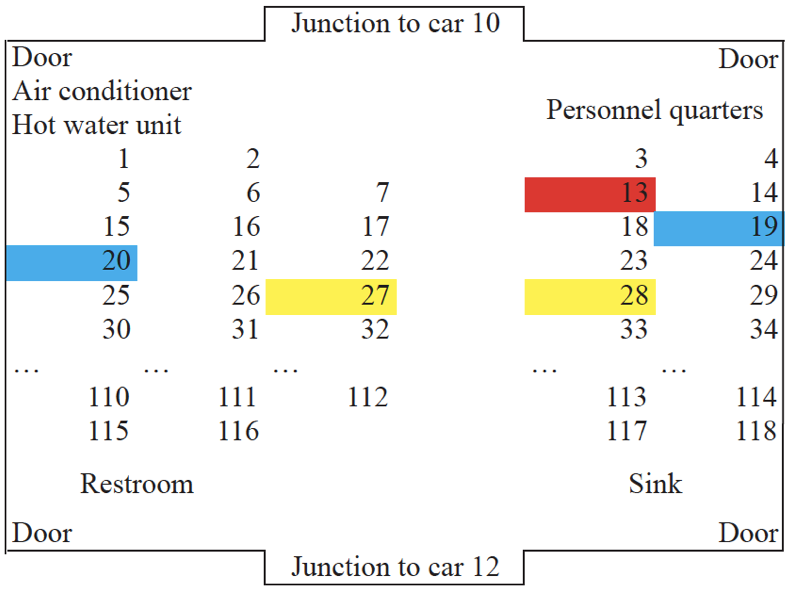 Junction to car 10
Door Door
Air conditioner
Personnel quarters
Hot water unit
1 2 3 4
5 6 7 13 14
15 16 17 18 19
20 21 22 23 24
25 26 27 28 29
30 31 32 33 34
… … … … …
110 111 112 113 114
115 116 117 118
Restroom Sink
Door Door
Junction to car 12